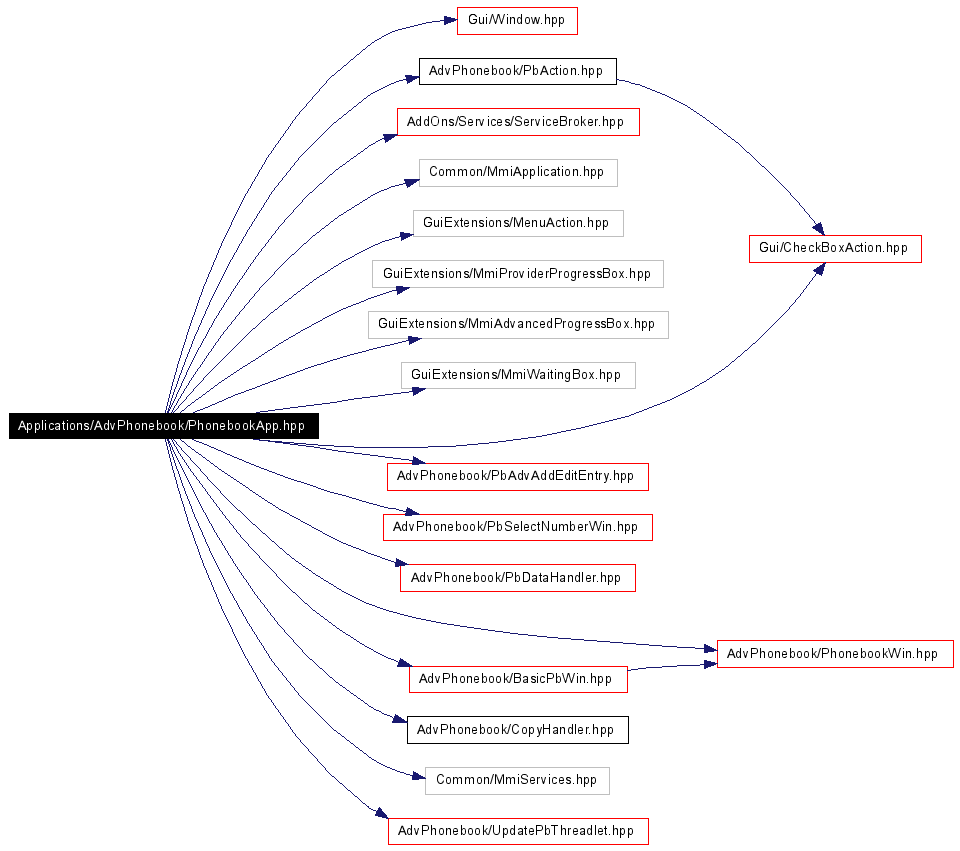 Gui/Window.hpp
AdvPhonebook/PbAction.hpp
AddOns/Services/ServiceBroker.hpp
Common/MmiApplication.hpp
GuiExtensions/MenuAction.hpp
Gui/CheckBoxAction.hpp
GuiExtensions/MmiProviderProgressBox.hpp
GuiExtensions/MmiAdvancedProgressBox.hpp
GuiExtensions/MmiWaitingBox.hpp
Applications/AdvPhonebook/PhonebookApp.hpp
AdvPhonebook/PbAdvAddEditEntry.hpp
AdvPhonebook/PbSelectNumberWin.hpp
AdvPhonebook/PbDataHandler.hpp
AdvPhonebook/PhonebookWin.hpp
AdvPhonebook/BasicPbWin.hpp
AdvPhonebook/CopyHandler.hpp
Common/MmiServices.hpp
AdvPhonebook/UpdatePbThreadlet.hpp